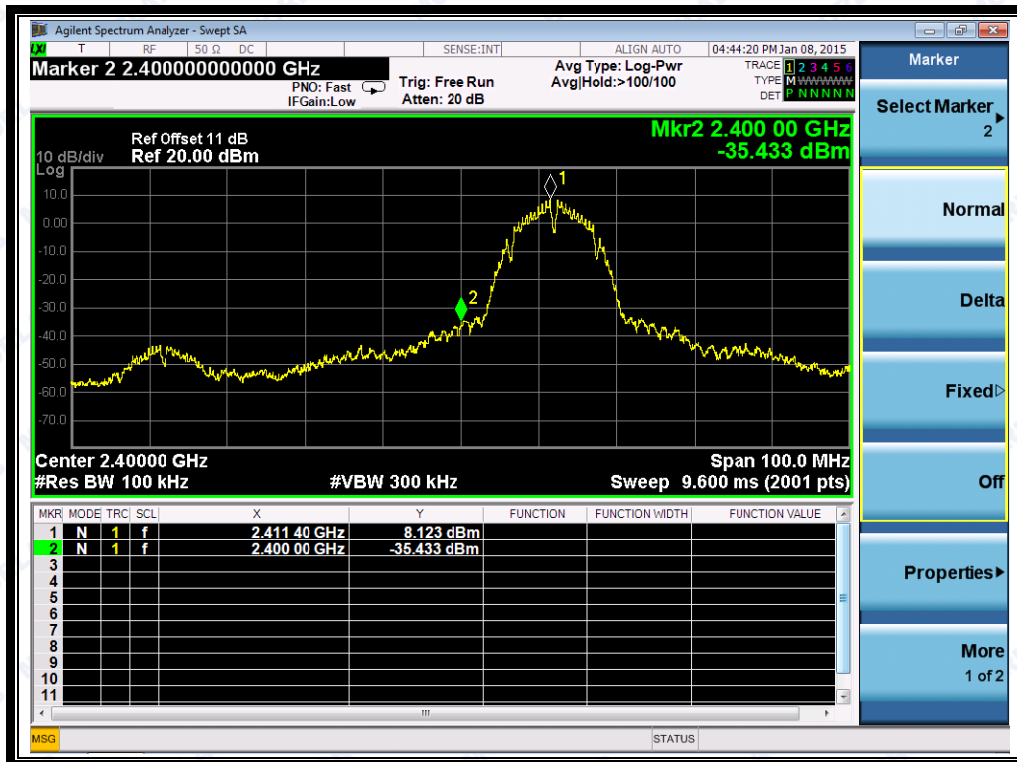 Agilent Spectrum Analyzer - Swept SA
LXI T RF 50 Ω DC SENSE:INT ALIGN AUTO 04:44:20 PM Jan 08, 2015
Marker 2 2.400000000000 GHz
PNO: Fast
IFGain:Low
Trig: Free Run
Atten: 20 dB
Avg Type: Log-Pwr
Avg|Hold:>100/100
TRACE 1 2 3 4 5 6
TYPE M W W W W W
DET P N N N N N
Mkr2 2.400 00 GHz
-35.433 dBm
Ref Offset 11 dB
Ref 20.00 dBm
10 dB/div
Log
10.0
0.00
-10.0
-20.0
-30.0
-40.0
-50.0
-60.0
-70.0
1
2
Center 2.40000 GHz Span 100.0 MHz
#Res BW 100 kHz #VBW 300 kHz Sweep 9.600 ms (2001 pts)
MKR MODE TRC SCL X Y FUNCTION FUNCTION WIDTH FUNCTION VALUE
1 N 1 f 2.411 40 GHz 8.123 dBm
2 N 1 f 2.400 00 GHz -35.433 dBm
3
4
5
6
7
8
9
10
11
MSG STATUS
Marker
Select Marker
2
Normal
Delta
Fixed
Off
Properties
More
1 of 2